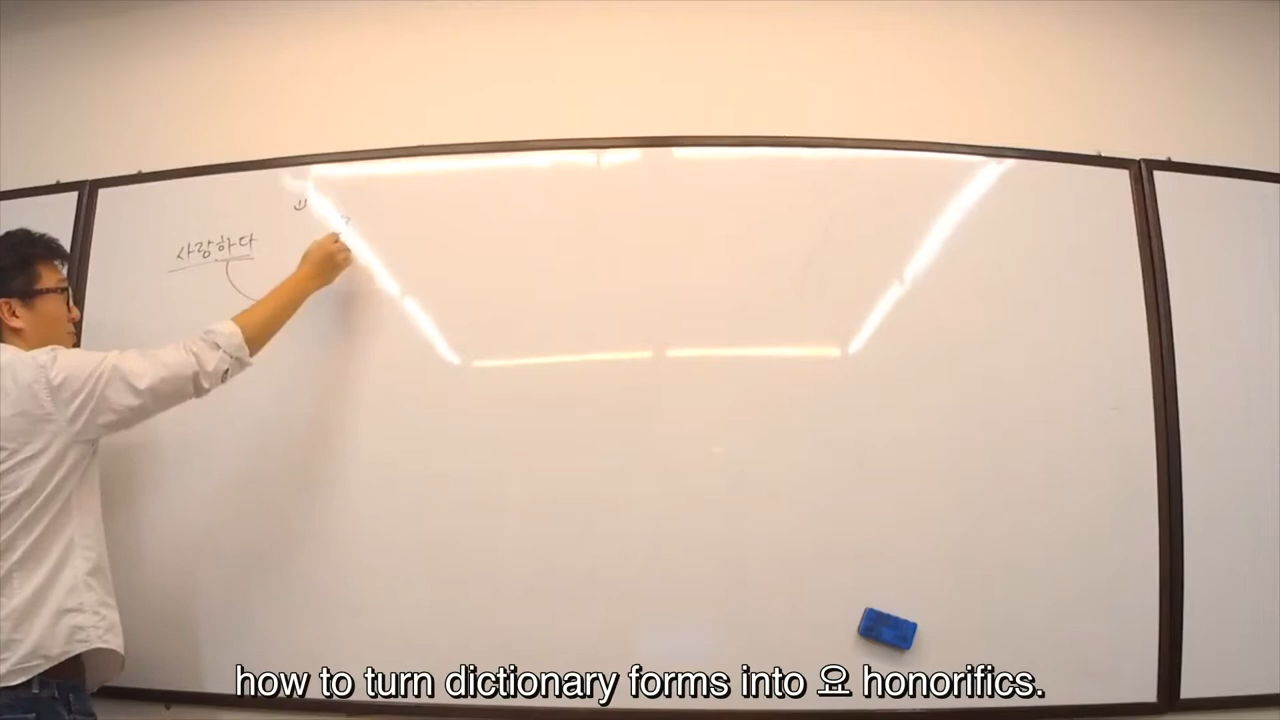 사랑하다
how to turn dictionary forms into 요 honorifics.